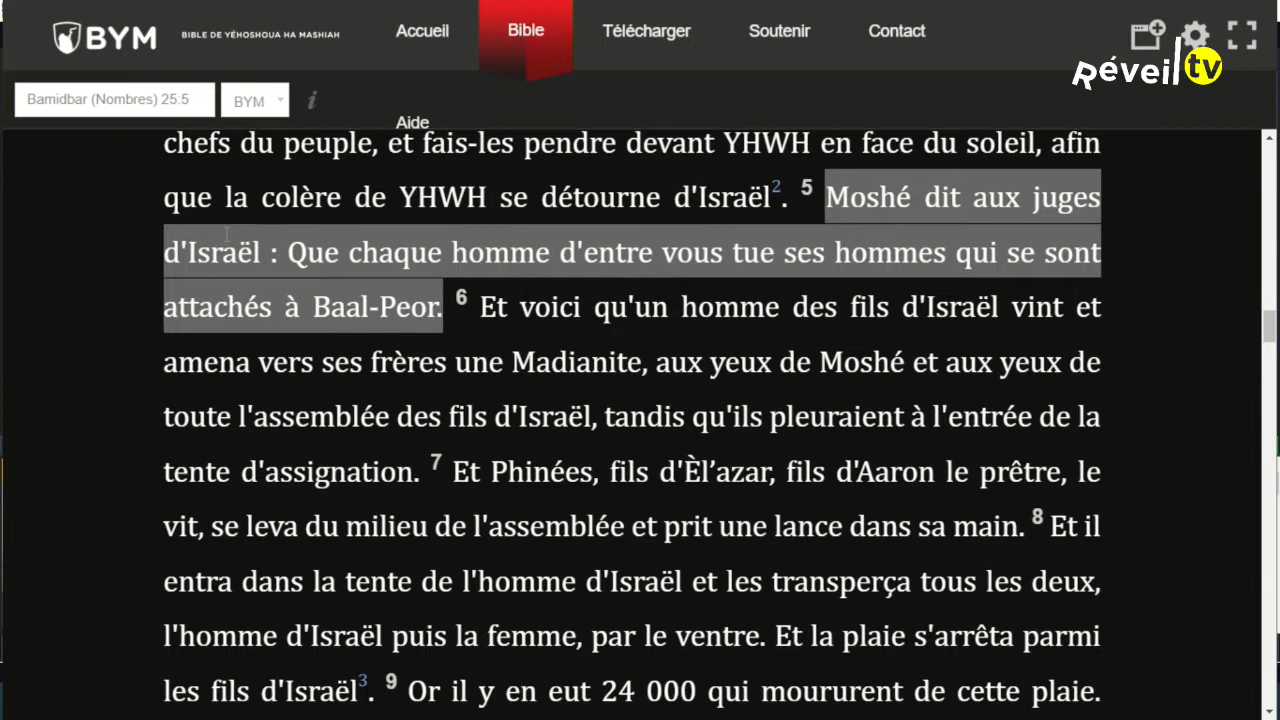 BYM BIBLE DE YÉHOSHOUA HA MASHIAH Accueil Bible Télécharger Soutenir Contact
Réveil tv
Bamidbar (Nombres) 25:5 BYM i
Aide
chefs du peuple, et fais-les pendre devant YHWH en face du soleil, afin
que la colère de YHWH se détourne d'Israël2. 5 Moshé dit aux juges
d'Israël : Que chaque homme d'entre vous tue ses hommes qui se sont
attachés à Baal-Peor. 6 Et voici qu'un homme des fils d'Israël vint et
amena vers ses frères une Madianite, aux yeux de Moshé et aux yeux de
toute l'assemblée des fils d'Israël, tandis qu'ils pleuraient à l'entrée de la
tente d'assignation. 7 Et Phinées, fils d'Èl’azar, fils d'Aaron le prêtre, le
vit, se leva du milieu de l'assemblée et prit une lance dans sa main. 8 Et il
entra dans la tente de l'homme d'Israël et les transperça tous les deux,
l'homme d'Israël puis la femme, par le ventre. Et la plaie s'arrêta parmi
les fils d'Israël3. 9 Or il y en eut 24 000 qui moururent de cette plaie.